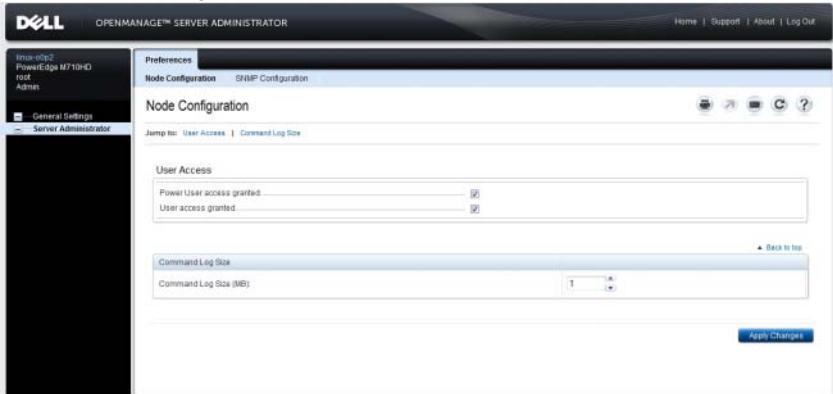 DELL OPENMANAGE™ SERVER ADMINISTRATOR Home | Support | About | Log Out
linux-e0p2
PowerEdge M710HD
root
Admin
General Settings
Server Administrator
Preferences
Node Configuration SNMP Configuration
Node Configuration
Jump to: User Access | Command Log Size
User Access
Power User access granted
User access granted
Back to top
Command Log Size
Command Log Size (MB) 1
Apply Changes